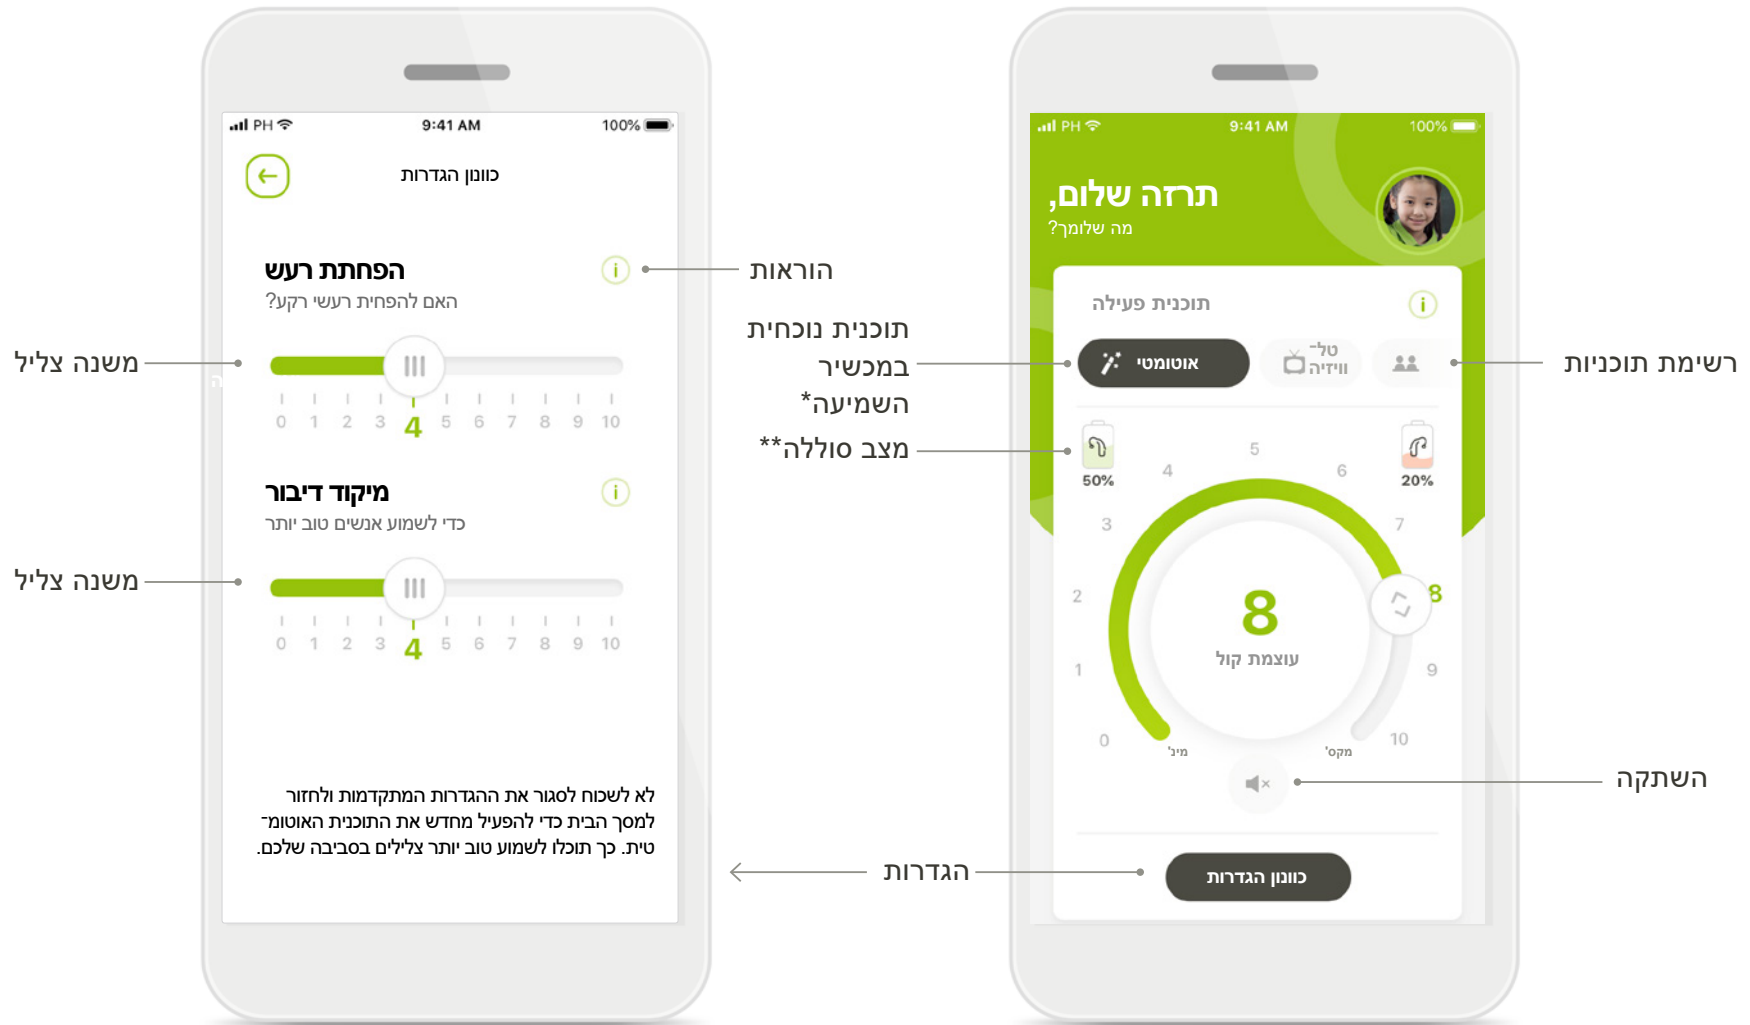 PH
9:41 AM
100%
תרזה שלום,
מה שלומך?
תוכנית פעילה
אוטומטי
טל-
וויזיה
50%
20%
0
1
2
3
4
5
6
7
8
9
10
8
עוצמת קול
מינ'
מקס'
כוונון הגדרות
רשימת תוכניות
השתקה
הוראות
תוכנית נוכחית
במכשיר
השמיעה*
מצב סוללה**
הגדרות
PH
9:41 AM
100%
כוונון הגדרות
הפחתת רעש
האם להפחית רעשי רקע?
0 1 2 3 4 5 6 7 8 9 10
מיקוד דיבור
כדי לשמוע אנשים טוב יותר
0 1 2 3 4 5 6 7 8 9 10
לא לשכוח לסגור את ההגדרות המתקדמות ולחזור
למסך הבית כדי להפעיל מחדש את התוכנית האוטומ-
טית. כך תוכלו לשמוע טוב יותר צלילים בסביבה שלכם.
משנה צליל
משנה צליל
ה